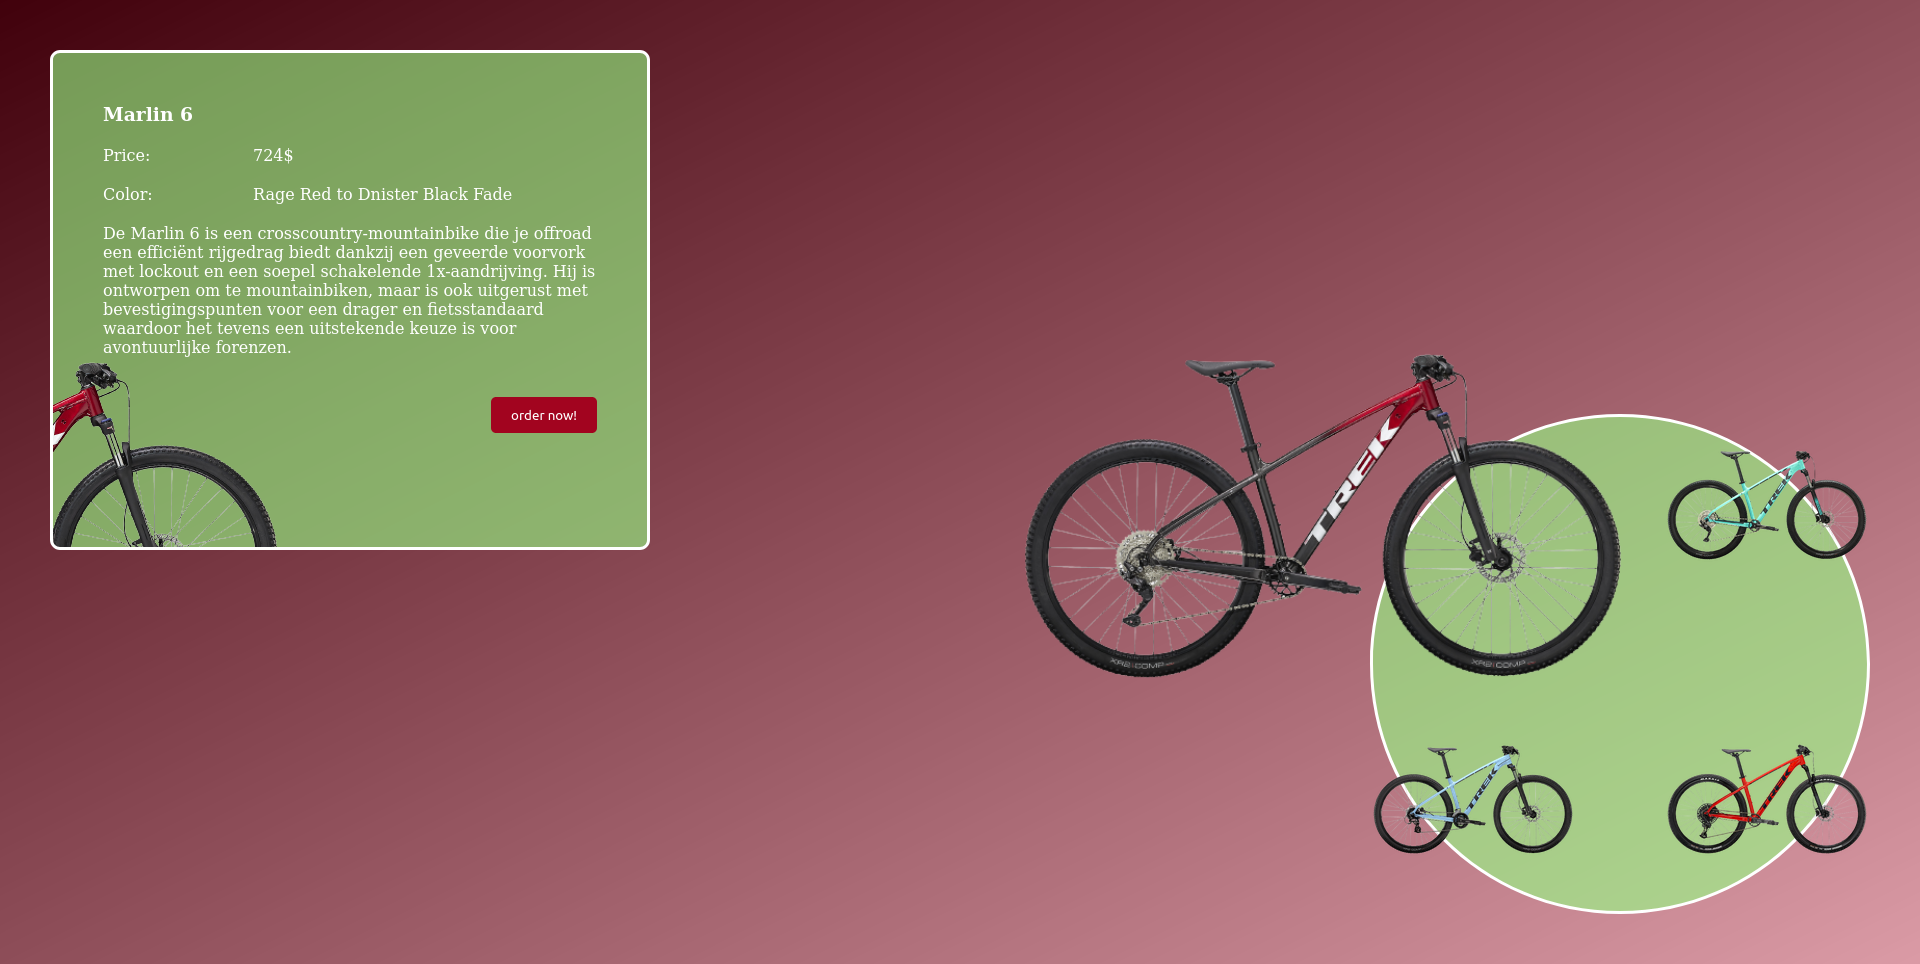 Marlin 6
Price: 724$
Color: Rage Red to Dnister Black Fade
De Marlin 6 is een crosscountry-mountainbike die je offroad
een efficiënt rijgedrag biedt dankzij een geveerde voorvork
met lockout en een soepel schakelende 1x-aandrijving. Hij is
ontworpen om te mountainbiken, maar is ook uitgerust met
bevestigingspunten voor een drager en fietsstandaard
waardoor het tevens een uitstekende keuze is voor
avontuurlijke forenzen.
order now!
TREK
XR2 COMP
XR2 COMP
TREK
TREK
TREK